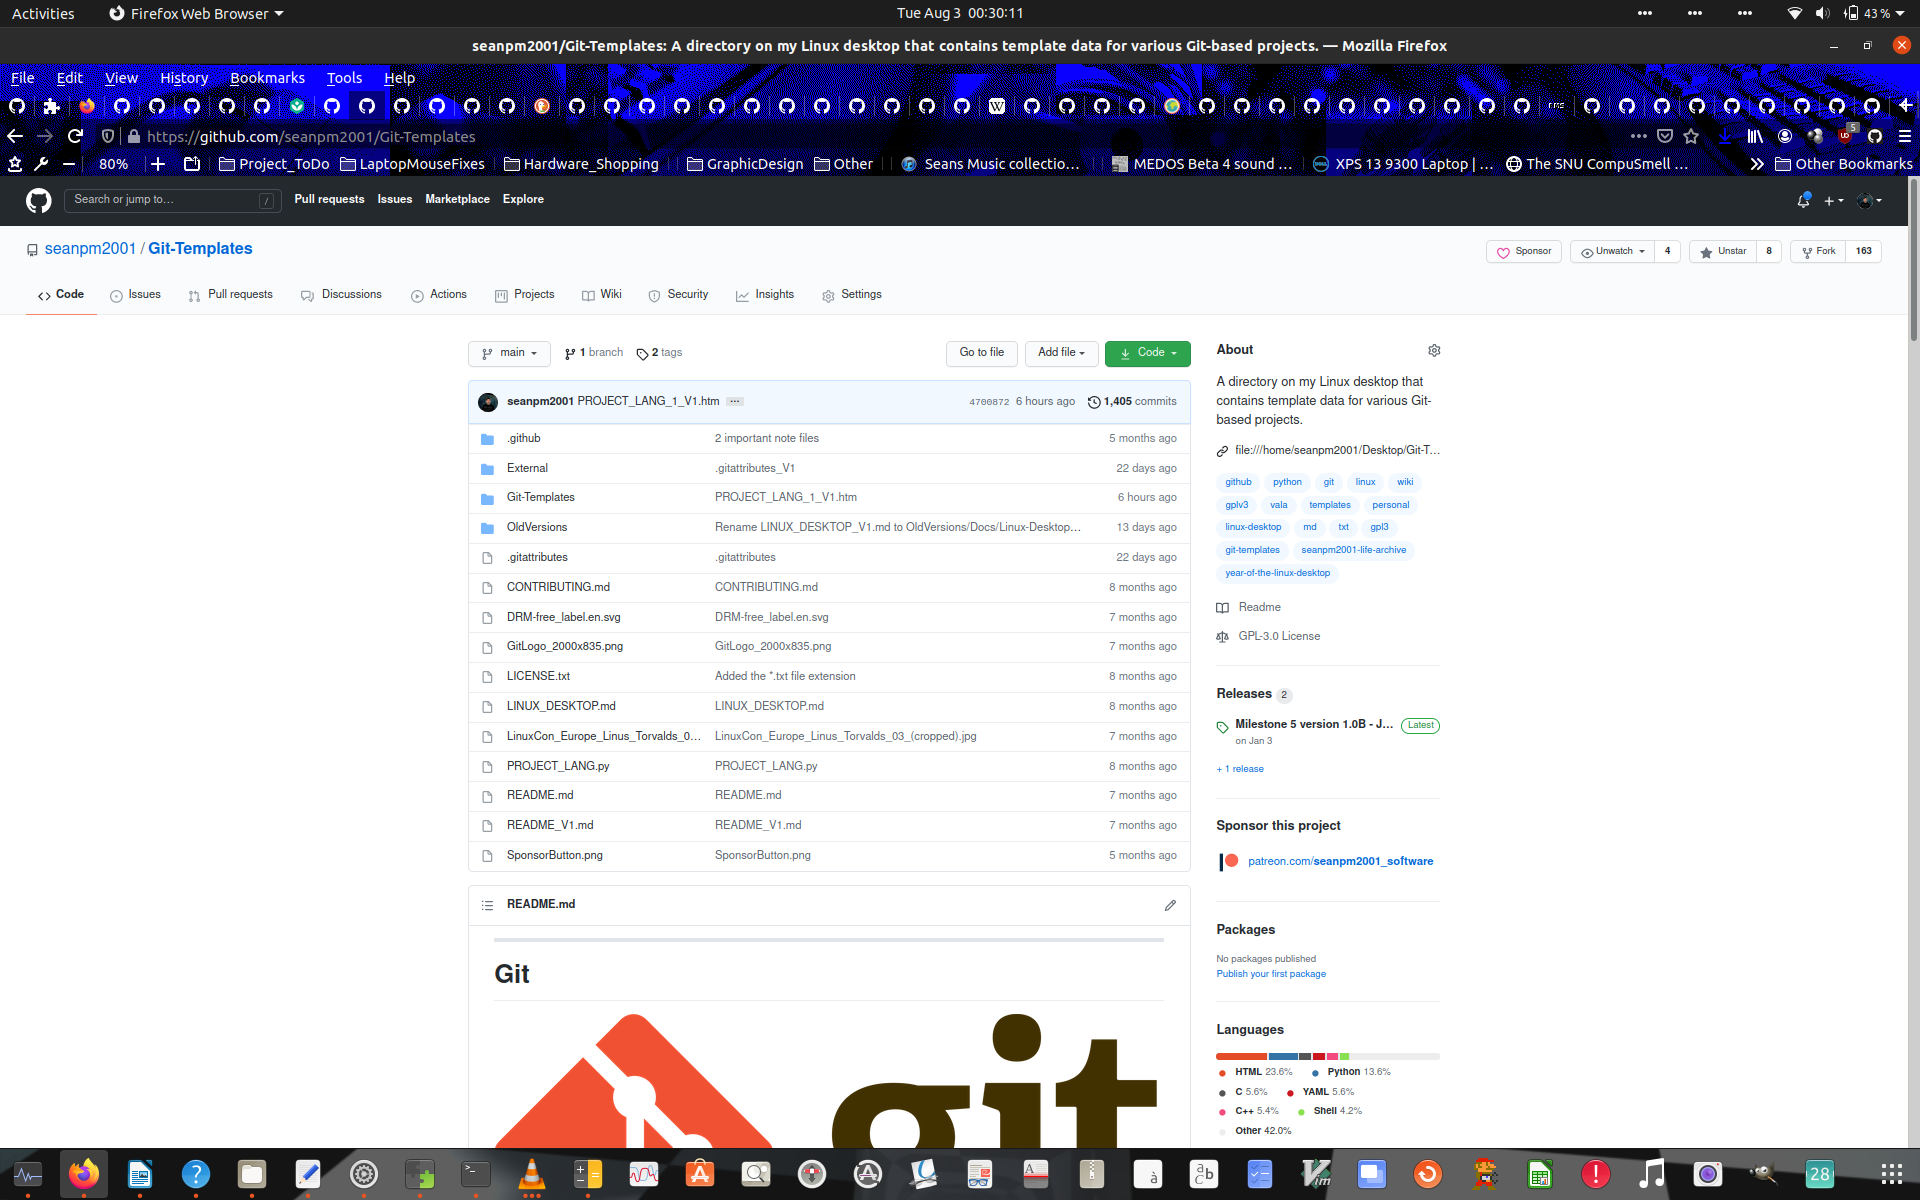 Activities Firefox Web Browser Tue Aug 3 00:30:11 43 %
seanpm2001/Git-Templates: A directory on my Linux desktop that contains template data for various Git-based projects. — Mozilla Firefox
File Edit View History Bookmarks Tools Help
https://github.com/seanpm2001/Git-Templates 5
80% Project_ToDo LaptopMouseFixes Hardware_Shopping GraphicDesign Other Seans Music collectio… MEDOS Beta 4 sound … XPS 13 9300 Laptop | … The SNU CompuSmell … Other Bookmarks
Search or jump to… / Pull requests Issues Marketplace Explore
seanpm2001 / Git-Templates Sponsor Unwatch 4 Unstar 8 Fork 163
Code Issues Pull requests Discussions Actions Projects Wiki Security Insights Settings
main 1 branch 2 tags Go to file Add file Code
seanpm2001 PROJECT_LANG_1_V1.htm 4700872 6 hours ago 1,405 commits
.github 2 important note files 5 months ago
External .gitattributes_V1 22 days ago
Git-Templates PROJECT_LANG_1_V1.htm 6 hours ago
OldVersions Rename LINUX_DESKTOP_V1.md to OldVersions/Docs/Linux-Desktop… 13 days ago
.gitattributes .gitattributes 22 days ago
CONTRIBUTING.md CONTRIBUTING.md 8 months ago
DRM-free_label.en.svg DRM-free_label.en.svg 7 months ago
GitLogo_2000x835.png GitLogo_2000x835.png 7 months ago
LICENSE.txt Added the *.txt file extension 8 months ago
LINUX_DESKTOP.md LINUX_DESKTOP.md 8 months ago
LinuxCon_Europe_Linus_Torvalds_0… LinuxCon_Europe_Linus_Torvalds_03_(cropped).jpg 7 months ago
PROJECT_LANG.py PROJECT_LANG.py 8 months ago
README.md README.md 7 months ago
README_V1.md README_V1.md 7 months ago
SponsorButton.png SponsorButton.png 5 months ago
README.md
Git
git
About
A directory on my Linux desktop that
contains template data for various Git-
based projects.
file:///home/seanpm2001/Desktop/Git-T…
github python git linux wiki
gplv3 vala templates personal
linux-desktop md txt gpl3
git-templates seanpm2001-life-archive
year-of-the-linux-desktop
Readme
GPL-3.0 License
Releases 2
Milestone 5 version 1.0B - J… Latest
on Jan 3
+ 1 release
Sponsor this project
patreon.com/seanpm2001_software
Packages
No packages published
Publish your first package
Languages
HTML 23.6% Python 13.6%
C 5.6% YAML 5.6%
C++ 5.4% Shell 4.2%
Other 42.0%
28